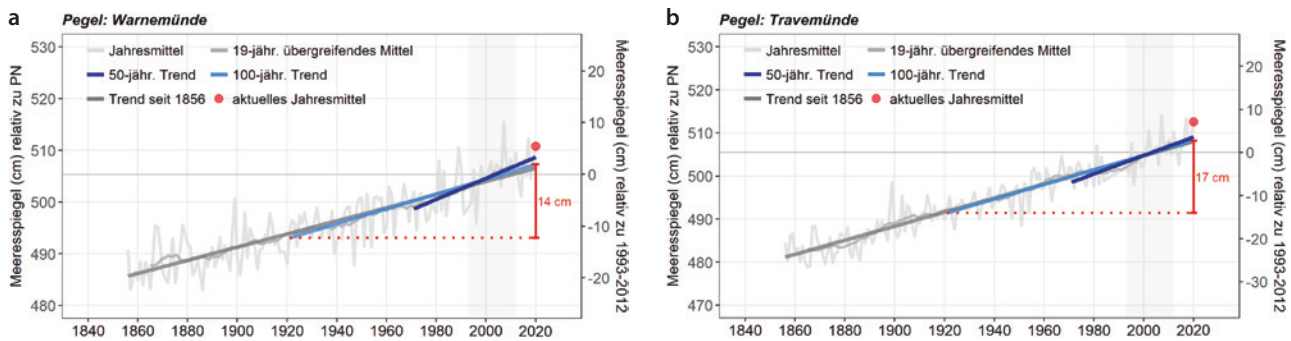 a
Pegel: Warnemünde
Meeresspiegel (cm) relativ zu PN
530
520
510
500
490
480
Jahresmittel
19-jähr. übergreifendes Mittel
50-jähr. Trend
100-jähr. Trend
Trend seit 1856
aktuelles Jahresmittel
14 cm
20
10
0
-10
-20
Meeresspiegel (cm) relativ zu 1993-2012
1840 1860 1880 1900 1920 1940 1960 1980 2000 2020
b
Pegel: Travemünde
Meeresspiegel (cm) relativ zu PN
530
520
510
500
490
480
470
Jahresmittel
19-jähr. übergreifendes Mittel
50-jähr. Trend
100-jähr. Trend
Trend seit 1856
aktuelles Jahresmittel
17 cm
20
10
0
-10
-20
-30
Meeresspiegel (cm) relativ zu 1993-2012
1840 1860 1880 1900 1920 1940 1960 1980 2000 2020